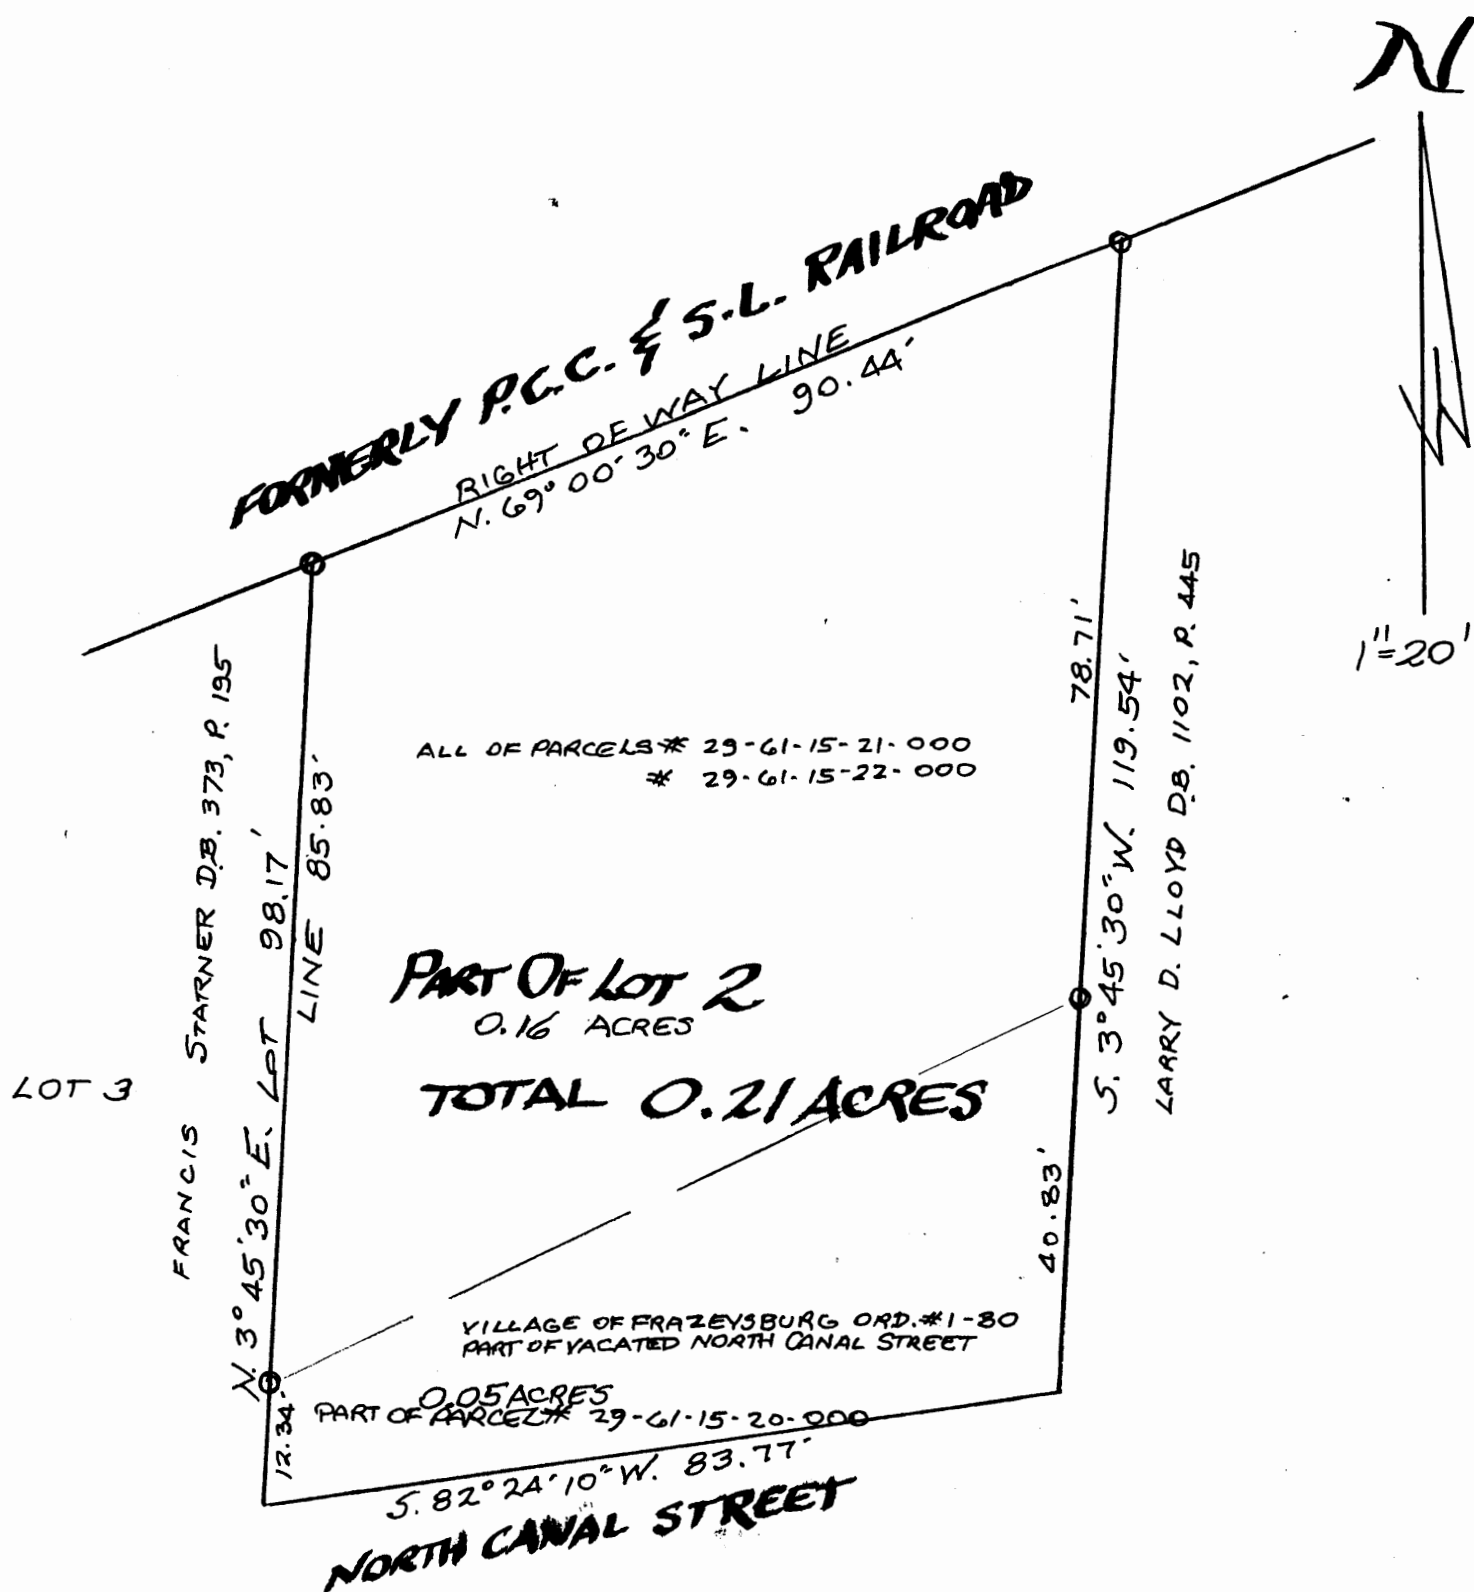 N
1"=20'
FORMERLY P.C.C. & S.L. RAILROAD
RIGHT OF WAY LINE
N. 69° 00' 30" E. 90.44'
78.71'
S. 3° 45' 30" W. 119.54'
LARRY D. LLOYD D.B. 1102, P. 445
ALL OF PARCELS # 29-61-15-21-000
# 29-61-15-22-000
FRANCIS STARNER D.B. 373, P. 195
N. 3° 45' 30" E. LOT 98.17'
LINE 85.83'
PART OF LOT 2
0.16 ACRES
TOTAL 0.21 ACRES
LOT 3
40.83'
VILLAGE OF FRAZEYSBURG ORD. #1-80
PART OF VACATED NORTH CANAL STREET
0.05 ACRES
PART OF PARCEL # 29-61-15-20-000
12.34'
S. 82° 24' 10" W. 83.77'
NORTH CANAL STREET